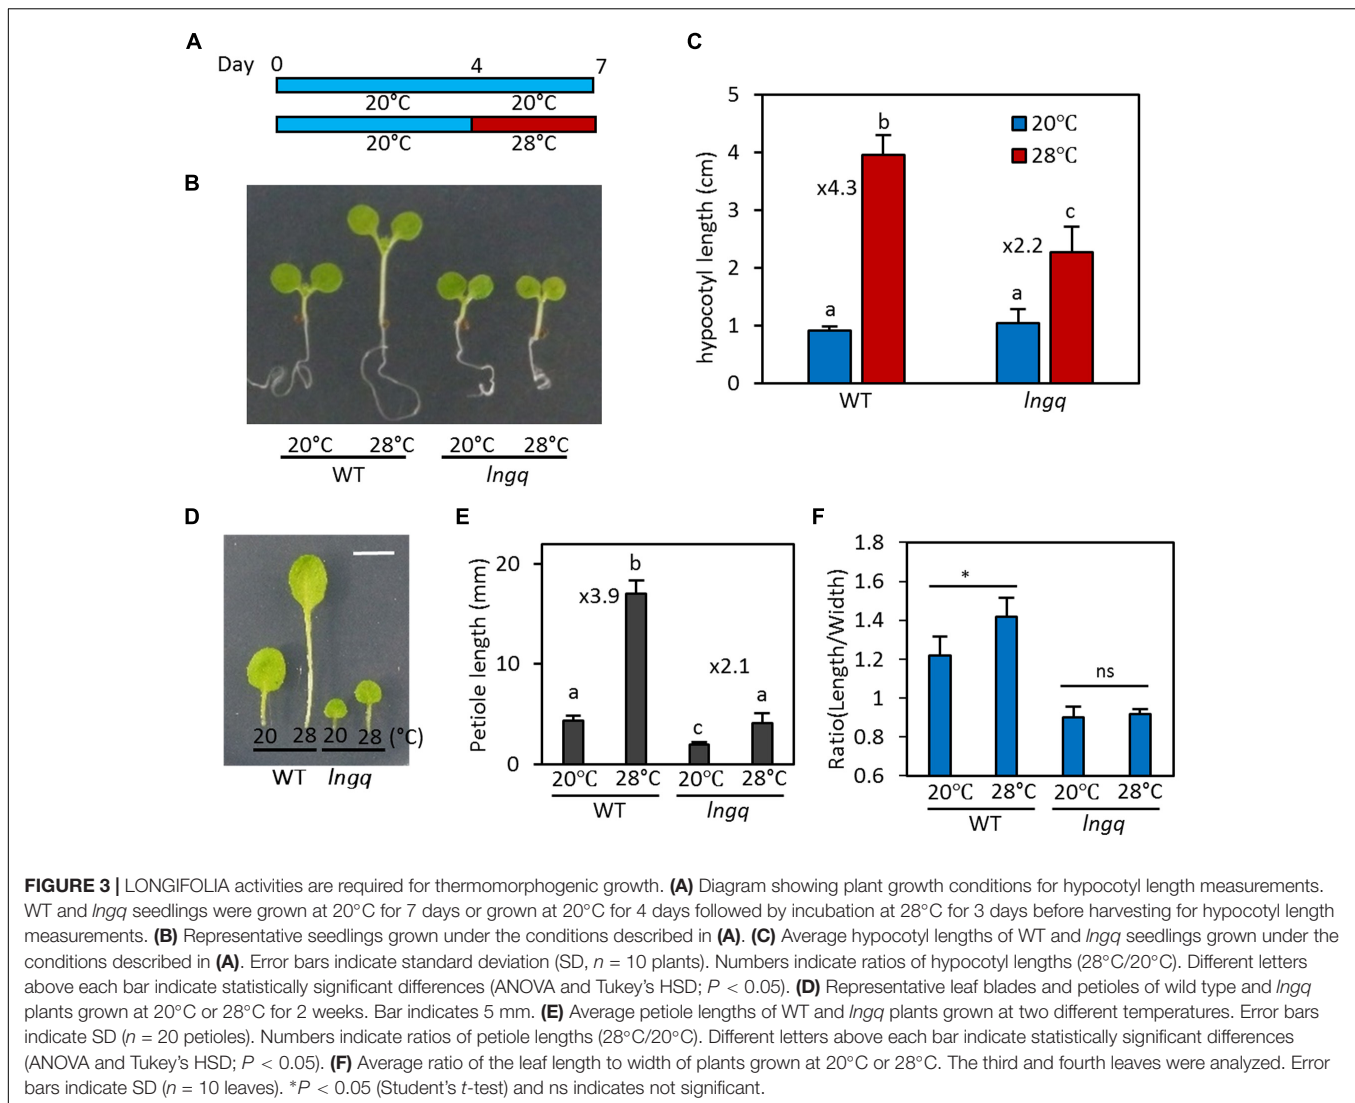 A
Day 0 4 7
20°C 20°C
20°C 28°C
B
20°C 28°C 20°C 28°C
WT lngq
C
hypocotyl length (cm)
5
4
3
2
1
0
20℃
28℃
a
x4.3
b
a
x2.2
c
WT lngq
D
20 28 20 28 (°C)
WT lngq
E
Petiole length (mm)
20
10
0
a
x3.9
b
c
x2.1
a
20℃ 28°C 20℃ 28°C
WT lngq
F
Ratio(Length/Width)
1.8
1.6
1.4
1.2
1
0.8
0.6
*
ns
20℃ 28°C 20°C 28°C
WT lngq
FIGURE 3 | LONGIFOLIA activities are required for thermomorphogenic growth. (A) Diagram showing plant growth conditions for hypocotyl length measurements.
WT and lngq seedlings were grown at 20°C for 7 days or grown at 20°C for 4 days followed by incubation at 28°C for 3 days before harvesting for hypocotyl length
measurements. (B) Representative seedlings grown under the conditions described in (A). (C) Average hypocotyl lengths of WT and lngq seedlings grown under the
conditions described in (A). Error bars indicate standard deviation (SD, n = 10 plants). Numbers indicate ratios of hypocotyl lengths (28°C/20°C). Different letters
above each bar indicate statistically significant differences (ANOVA and Tukey's HSD; P < 0.05). (D) Representative leaf blades and petioles of wild type and lngq
plants grown at 20°C or 28°C for 2 weeks. Bar indicates 5 mm. (E) Average petiole lengths of WT and lngq plants grown at two different temperatures. Error bars
indicate SD (n = 20 petioles). Numbers indicate ratios of petiole lengths (28°C/20°C). Different letters above each bar indicate statistically significant differences
(ANOVA and Tukey's HSD; P < 0.05). (F) Average ratio of the leaf length to width of plants grown at 20°C or 28°C. The third and fourth leaves were analyzed. Error
bars indicate SD (n = 10 leaves). *P < 0.05 (Student's t-test) and ns indicates not significant.